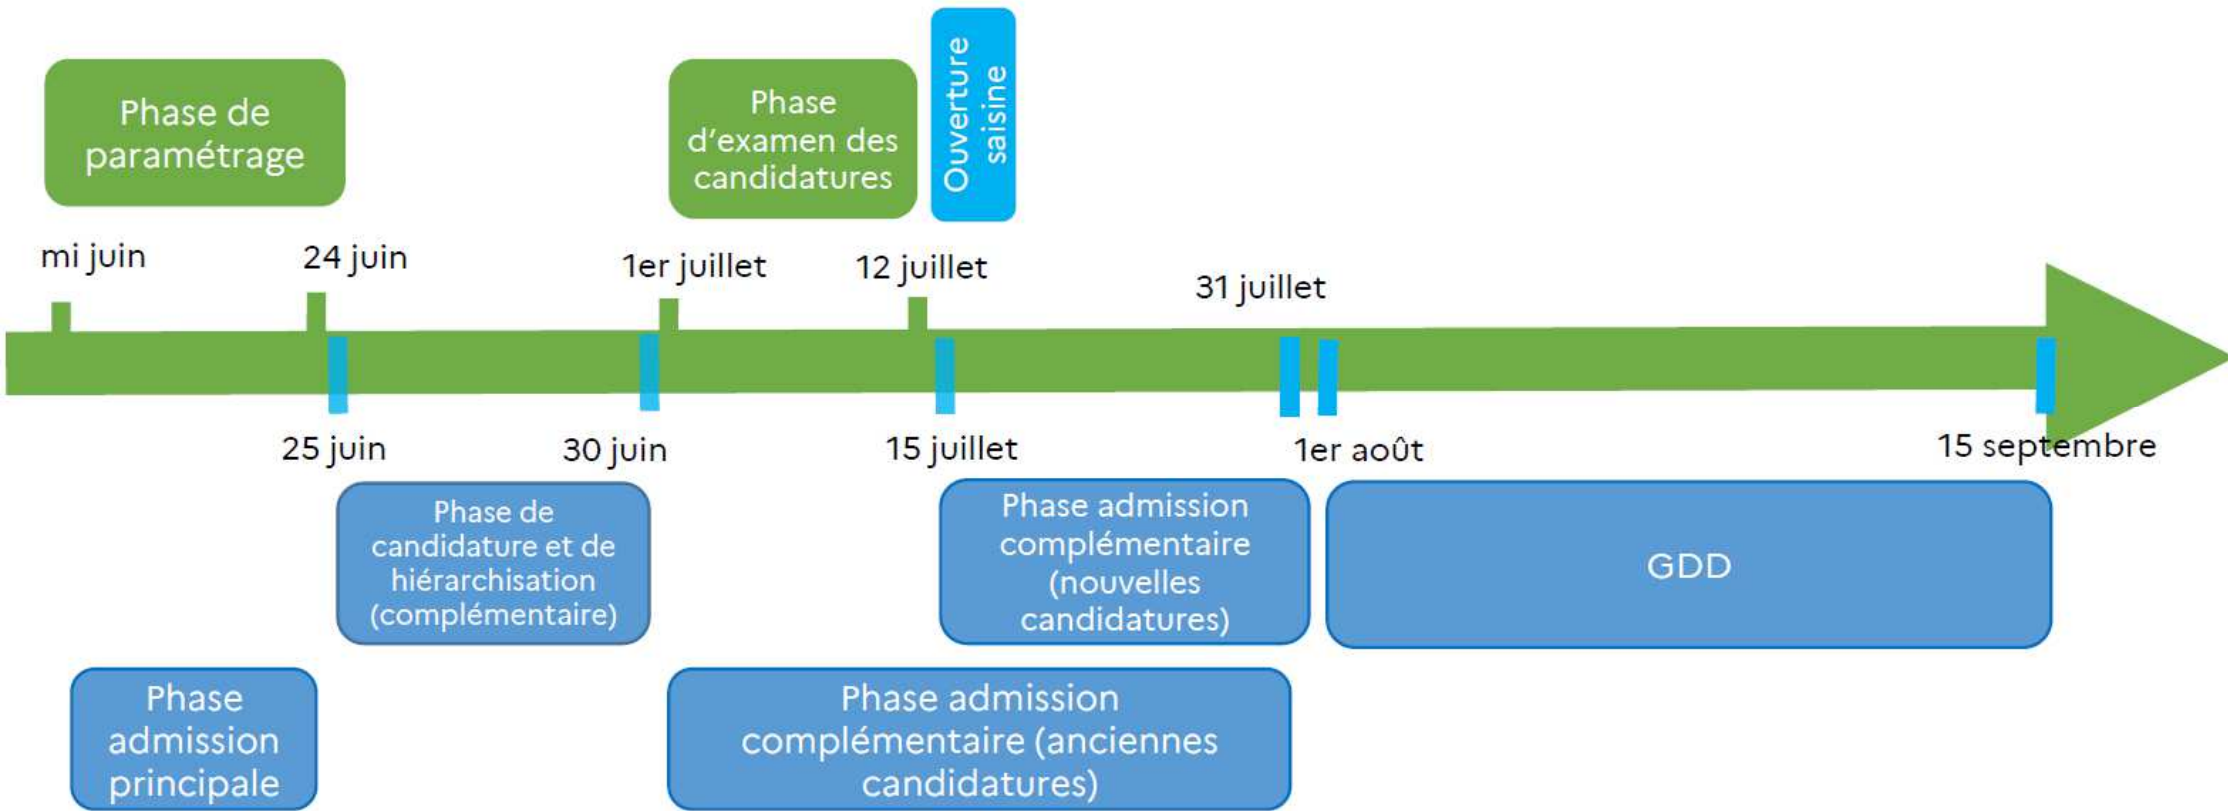 Phase de
paramétrage
Phase
d'examen des
candidatures
Ouverture
saisine
mi juin
24 juin
1er juillet
12 juillet
31 juillet
25 juin
30 juin
15 juillet
1er août
15 septembre
Phase de
candidature et de
hiérarchisation
(complémentaire)
Phase admission
complémentaire
(nouvelles
candidatures)
GDD
Phase
admission
principale
Phase admission
complémentaire (anciennes
candidatures)